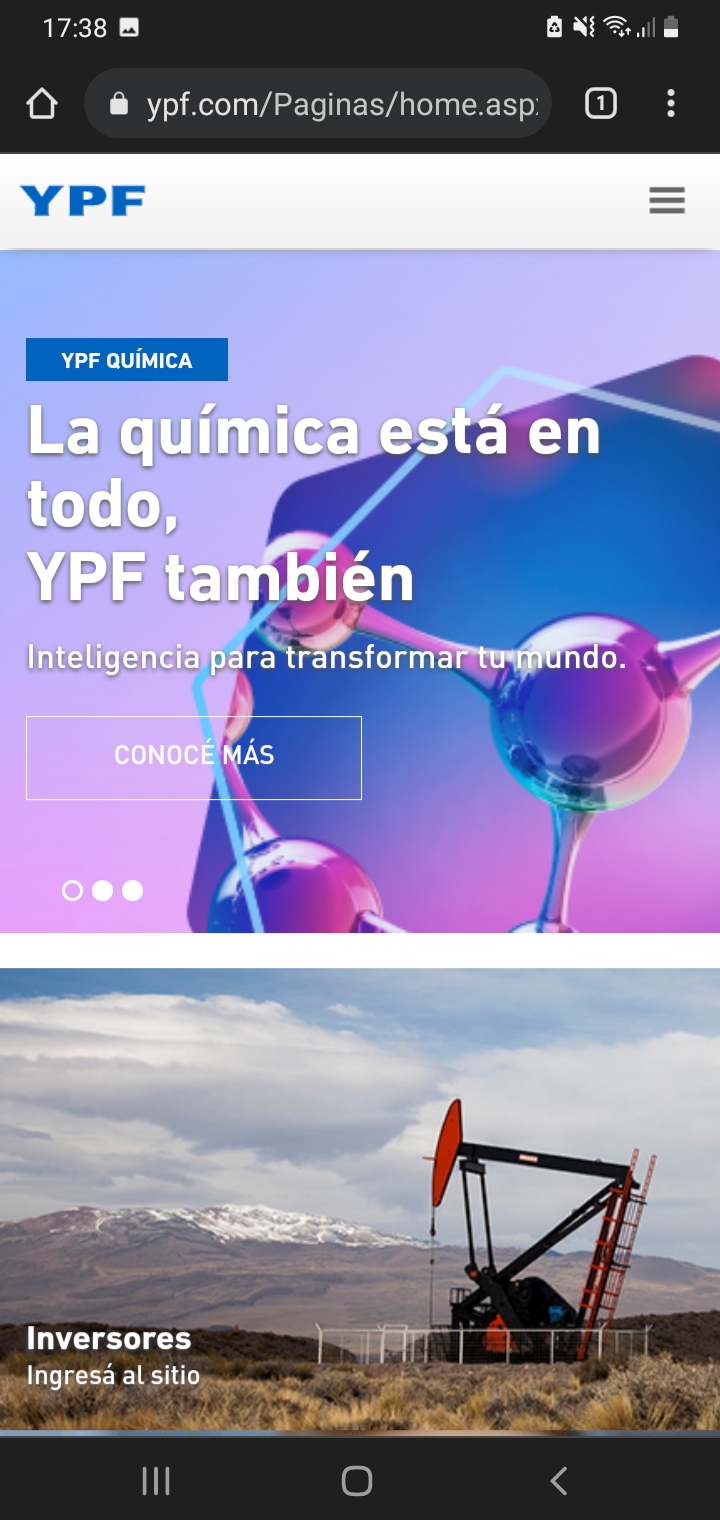 17:38
ypf.com/Paginas/home.asp
1
YPF
YPF QUÍMICA
La química está en
todo,
YPF también
Inteligencia para transformar tu mundo.
CONOCÉ MÁS
Inversores
Ingresá al sitio